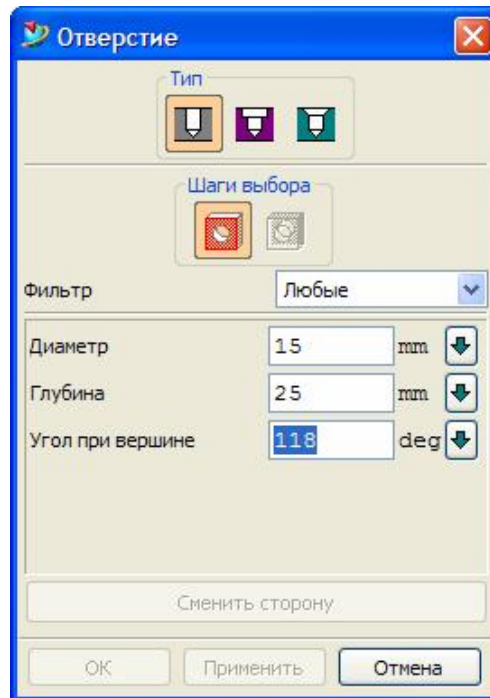 Отверстие
Тип
Шаги выбора
Фильтр Любые
Диаметр 15 mm
Глубина 25 mm
Угол при вершине 118 deg
Сменить сторону
ОК Применить Отмена